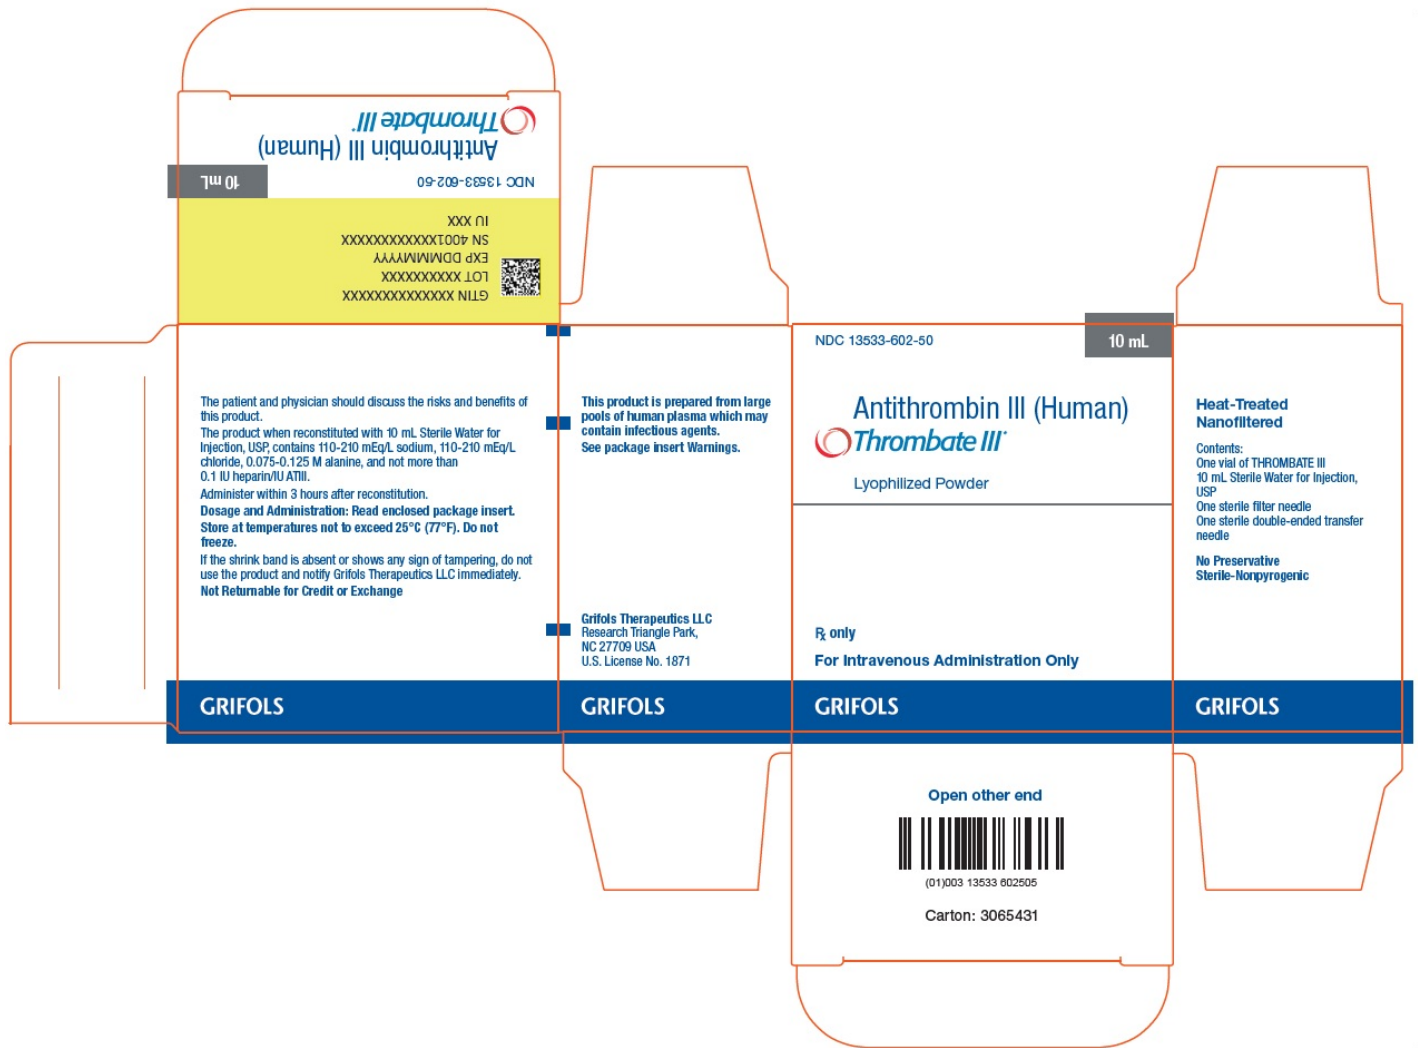 Thrombate III
Antithrombin III (Human)
NDC 13533-602-50
10 mL
IU XXX
SN 4001XXXXXXXXXXXXX
EXP DDMMMYYYY
LOT XXXXXXXXXX
GTIN XXXXXXXXXXXXXX
The patient and physician should discuss the risks and benefits of
this product.
The product when reconstituted with 10 mL Sterile Water for
Injection, USP, contains 110-210 mEq/L sodium, 110-210 mEq/L
chloride, 0.075-0.125 M alanine, and not more than
0.1 IU heparin/IU ATIII.
Administer within 3 hours after reconstitution.
Dosage and Administration: Read enclosed package insert.
Store at temperatures not to exceed 25°C (77°F). Do not
freeze.
If the shrink band is absent or shows any sign of tampering, do not
use the product and notify Grifols Therapeutics LLC immediately.
Not Returnable for Credit or Exchange
GRIFOLS
This product is prepared from large
pools of human plasma which may
contain infectious agents.
See package insert Warnings.
Grifols Therapeutics LLC
Research Triangle Park,
NC 27709 USA
U.S. License No. 1871
GRIFOLS
NDC 13533-602-50
10 mL
Antithrombin III (Human)
Thrombate III
Lyophilized Powder
℞ only
For Intravenous Administration Only
GRIFOLS
Heat-Treated
Nanofiltered
Contents:
One vial of THROMBATE III
10 mL Sterile Water for Injection,
USP
One sterile filter needle
One sterile double-ended transfer
needle
No Preservative
Sterile-Nonpyrogenic
GRIFOLS
Open other end
(01)003 13533 602505
Carton: 3065431